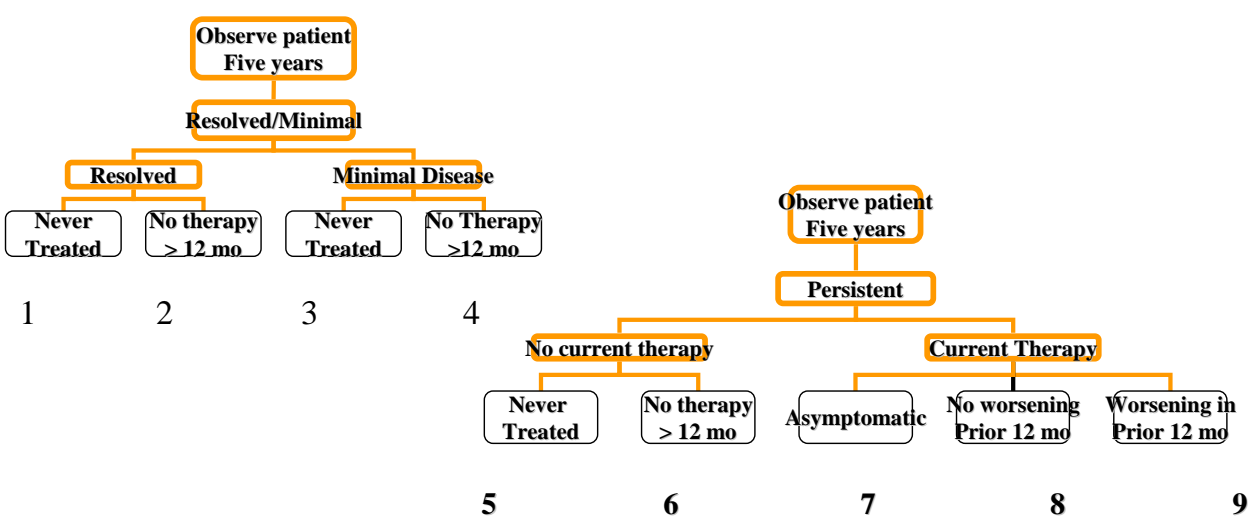 Observe patient
Five years
Resolved/Minimal
Resolved
Minimal Disease
Never
Treated
No therapy
> 12 mo
Never
Treated
No Therapy
>12 mo
1
2
3
4
Observe patient
Five years
Persistent
No current therapy
Current Therapy
Never
Treated
No therapy
> 12 mo
Asymptomatic
No worsening
Prior 12 mo
Worsening in
Prior 12 mo
5
6
7
8
9